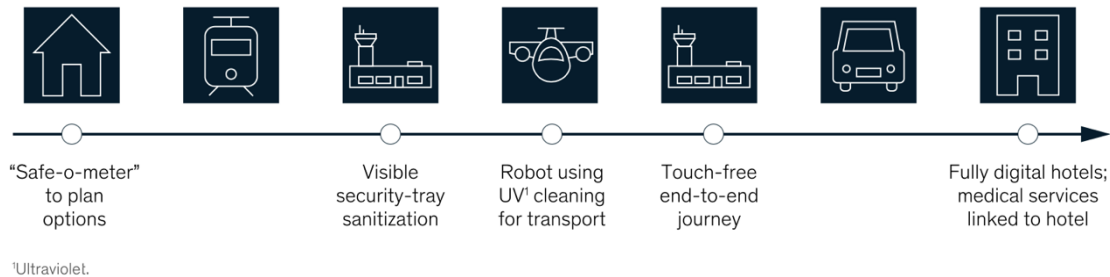 “Safe-o-meter”
to plan
options
Visible
security-tray
sanitization
Robot using
UV¹ cleaning
for transport
Touch-free
end-to-end
journey
Fully digital hotels;
medical services
linked to hotel
¹Ultraviolet.